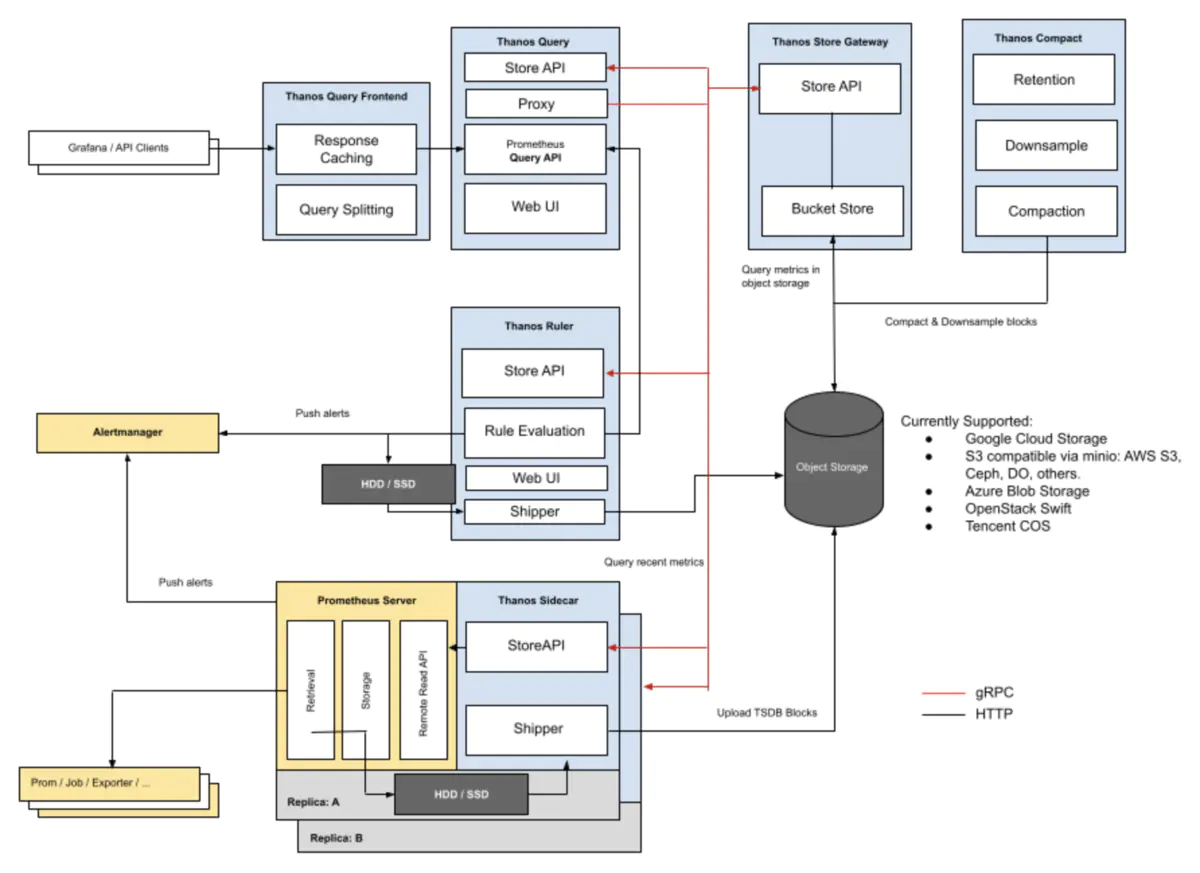 Thanos Query
Store API
Proxy
Prometheus
Query API
Web UI
Thanos Query Frontend
Response
Caching
Query Splitting
Grafana / API Clients
Thanos Store Gateway
Store API
Bucket Store
Thanos Compact
Retention
Downsample
Compaction
Query metrics in
object storage
Compact & Downsample blocks
Thanos Ruler
Store API
Rule Evaluation
Web UI
Shipper
Push alerts
Alertmanager
HDD / SSD
Object Storage
Currently Supported:
● Google Cloud Storage
● S3 compatible via minio: AWS S3,
Ceph, DO, others.
● Azure Blob Storage
● OpenStack Swift
● Tencent COS
Query recent metrics
Push alerts
Prometheus Server
Retrieval
Storage
Remote Read API
Thanos Sidecar
StoreAPI
Shipper
Upload TSDB Blocks
gRPC
HTTP
Prom / Job / Exporter / ...
HDD / SSD
Replica: A
Replica: B